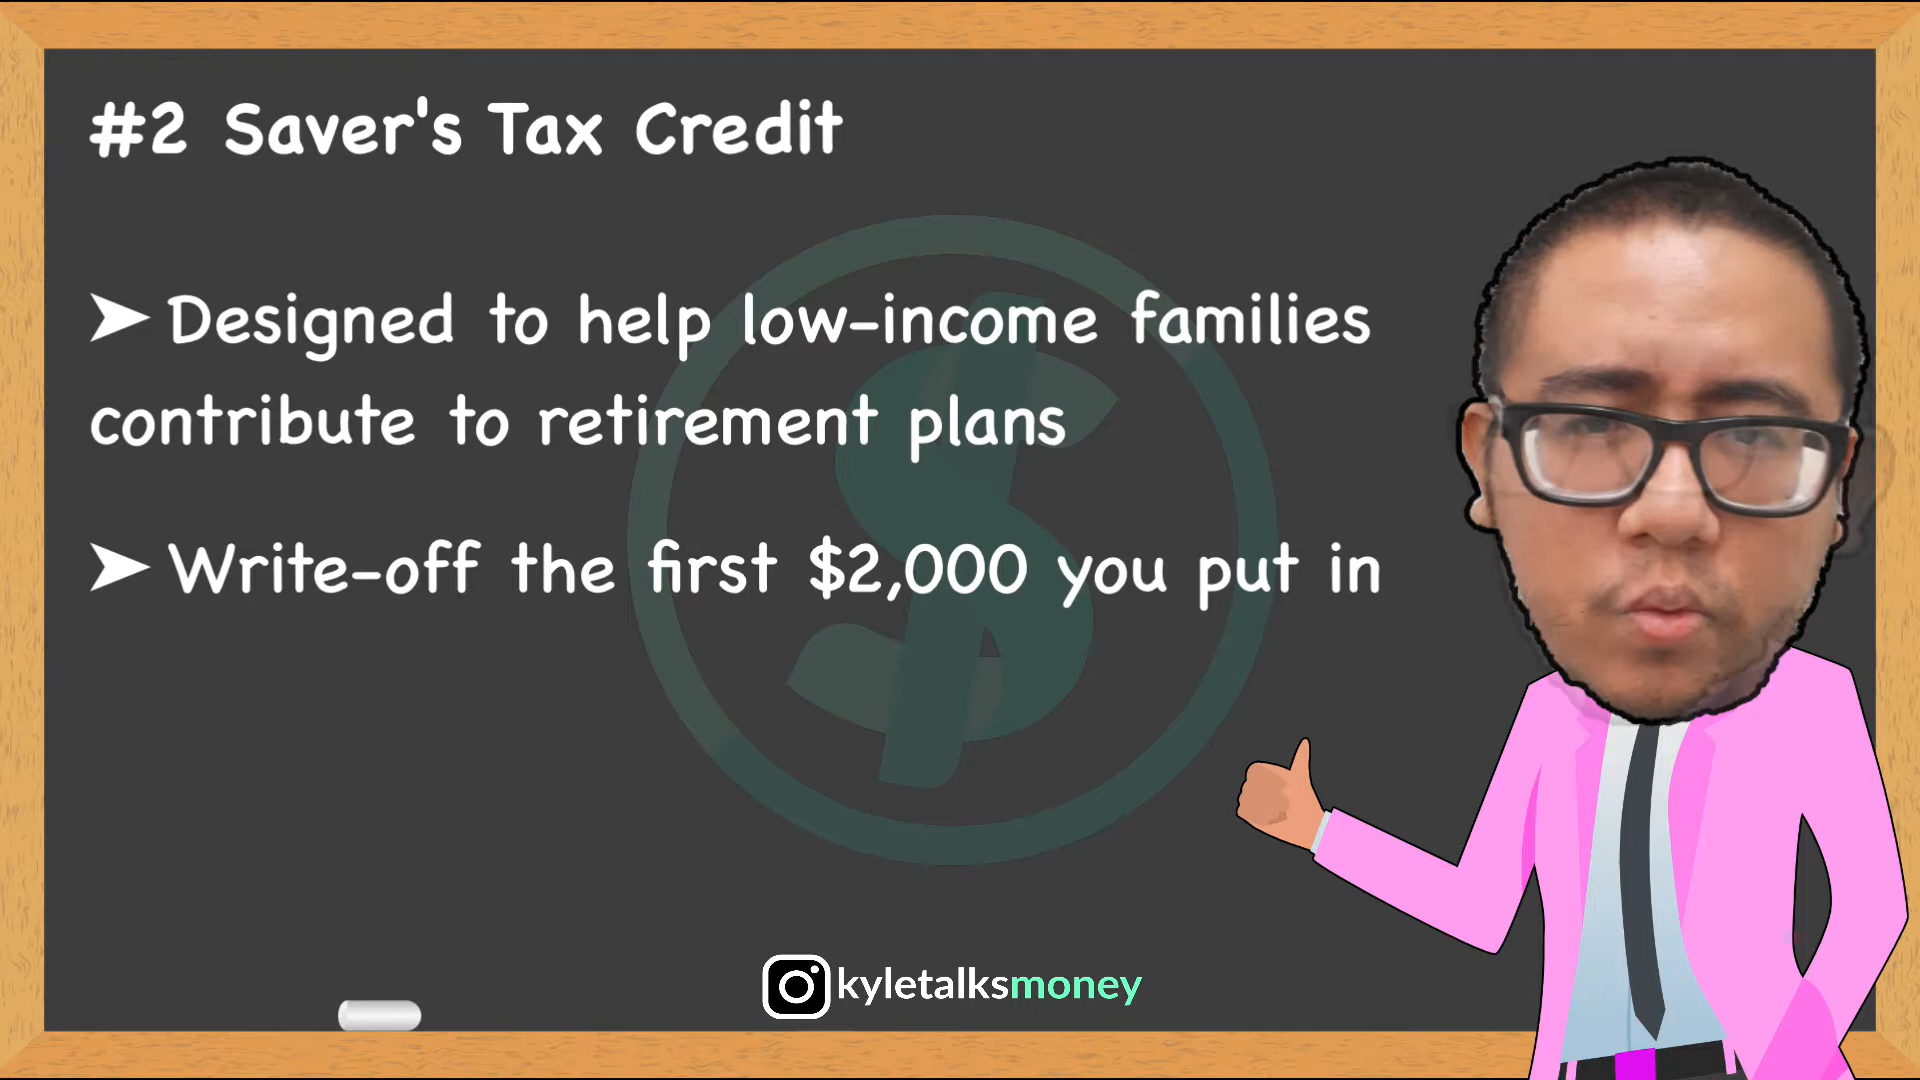 #2 Saver's Tax Credit
➤ Designed to help low-income families
contribute to retirement plans
➤ Write-off the first $2,000 you put in
kyletalksmoney